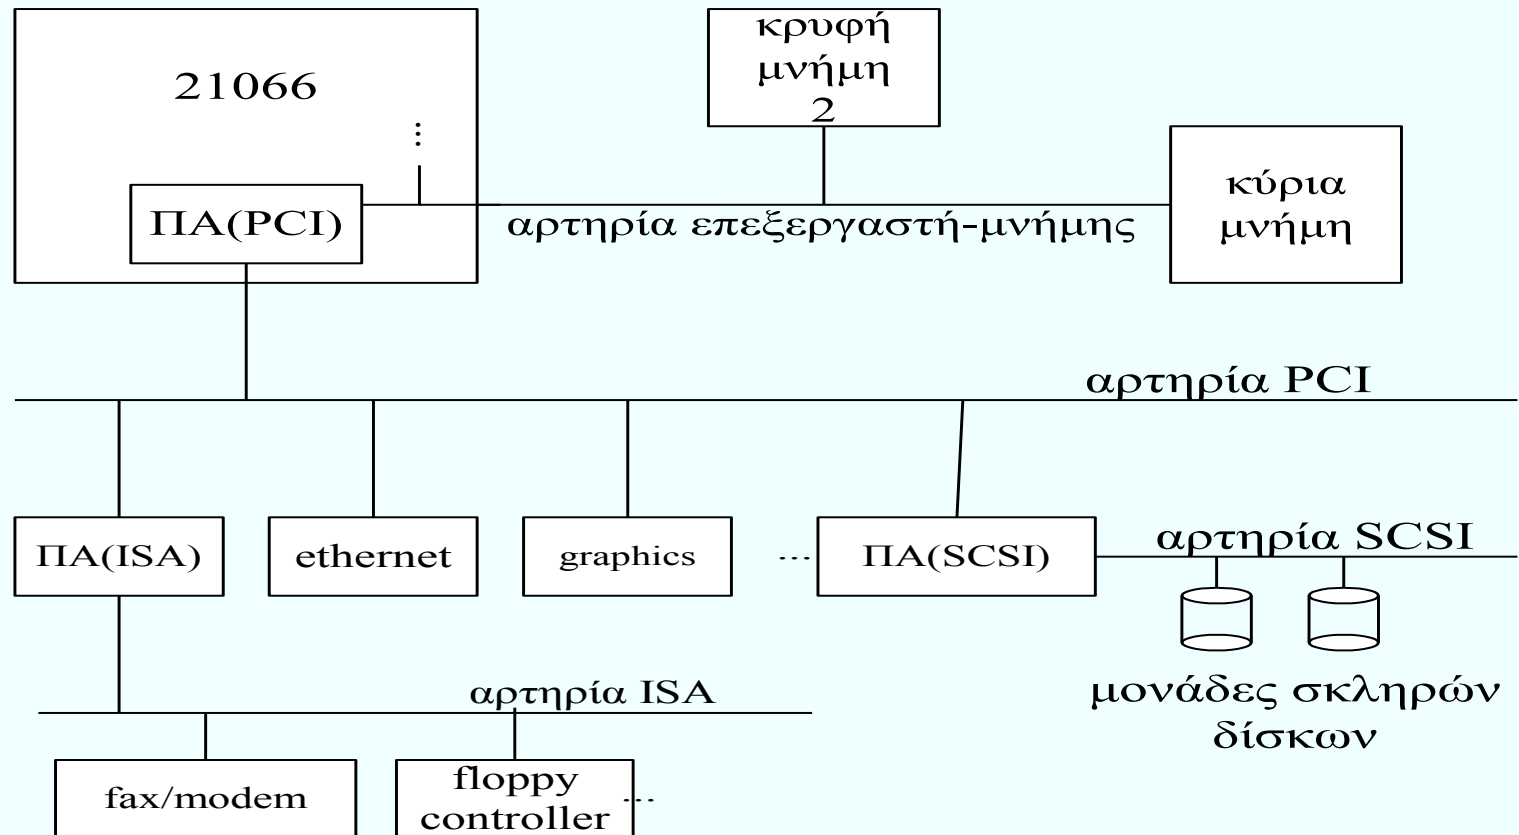 21066
...
κρυφή
μνήμη
2
ΠΑ(PCI)
αρτηρία επεξεργαστή-μνήμης
κύρια
μνήμη
αρτηρία PCI
ΠΑ(ISA)
ethernet
graphics
...
ΠΑ(SCSI)
αρτηρία SCSI
μονάδες σκληρών
δίσκων
αρτηρία ISA
fax/modem
floppy
controller
...